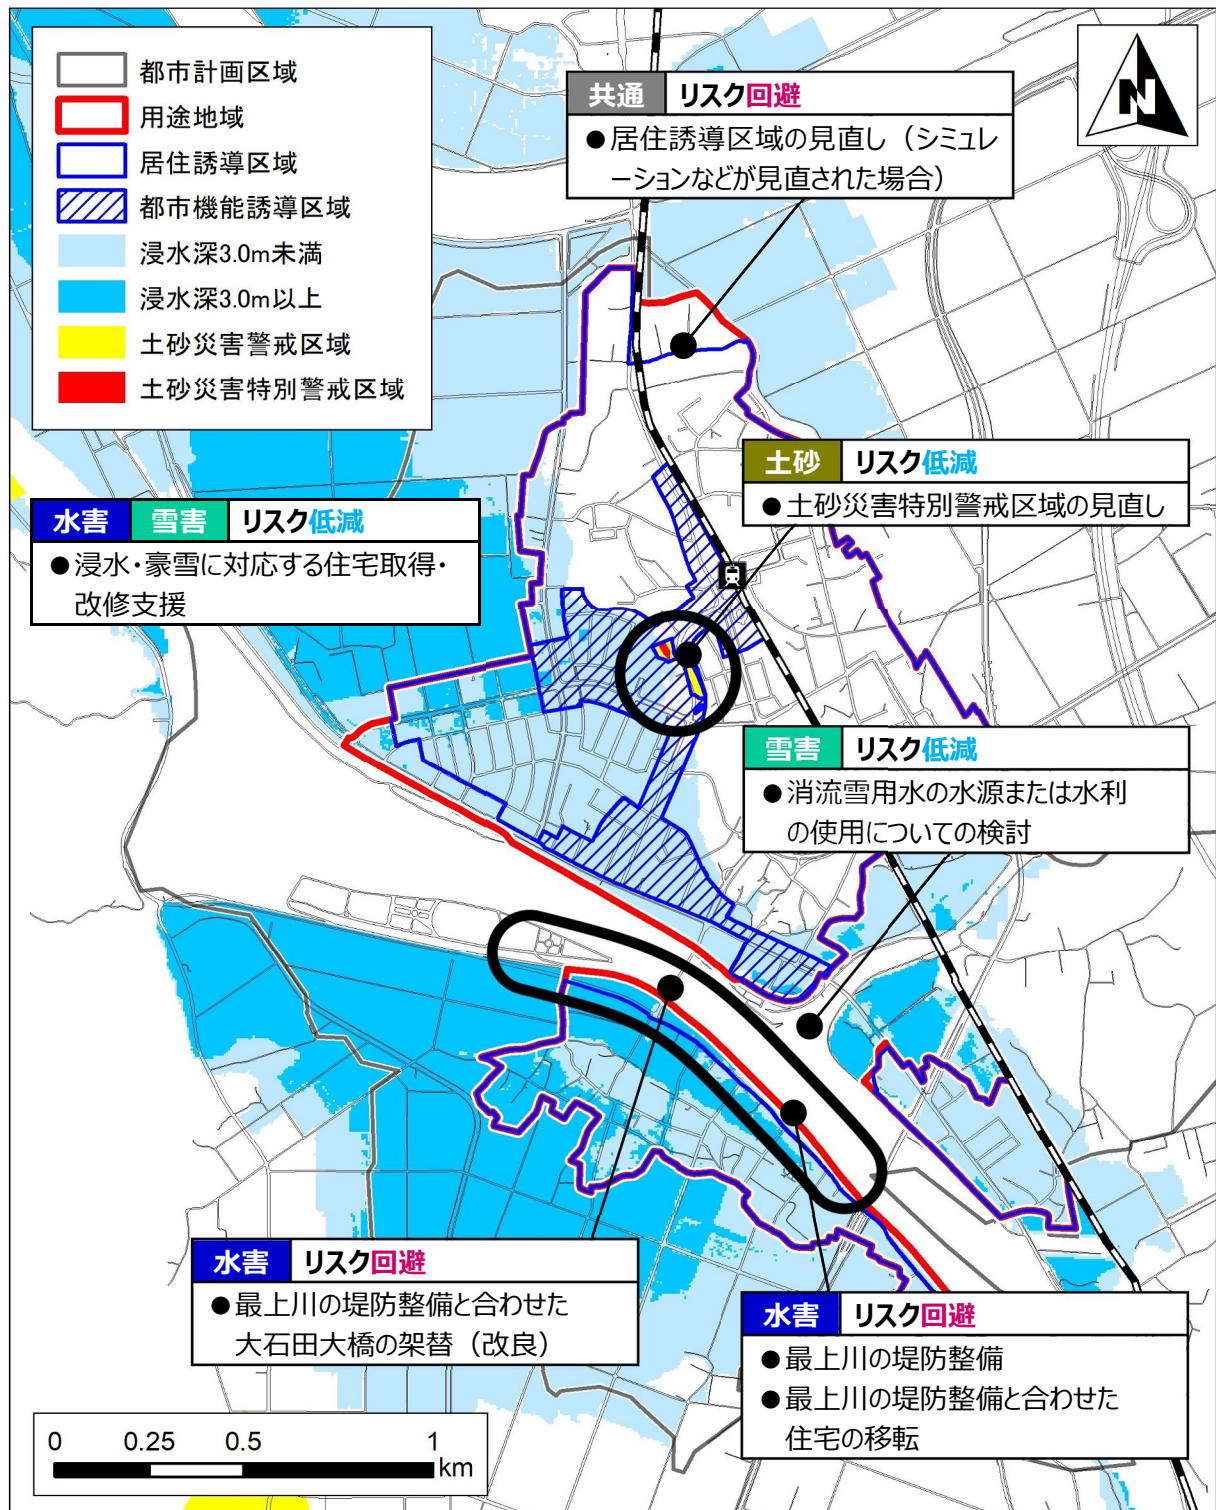 都市計画区域
用途地域
居住誘導区域
都市機能誘導区域
浸水深3.0m未満
浸水深3.0m以上
土砂災害警戒区域
土砂災害特別警戒区域
N
共通 リスク回避
●居住誘導区域の見直し（シミュレ
ーションなどが見直された場合）
土砂 リスク低減
●土砂災害特別警戒区域の見直し
水害 雪害 リスク低減
●浸水・豪雪に対応する住宅取得・
改修支援
雪害 リスク低減
●消流雪用水の水源または水利
の使用についての検討
水害 リスク回避
●最上川の堤防整備と合わせた
大石田大橋の架替（改良）
水害 リスク回避
●最上川の堤防整備
●最上川の堤防整備と合わせた
住宅の移転
0 0.25 0.5 1
km